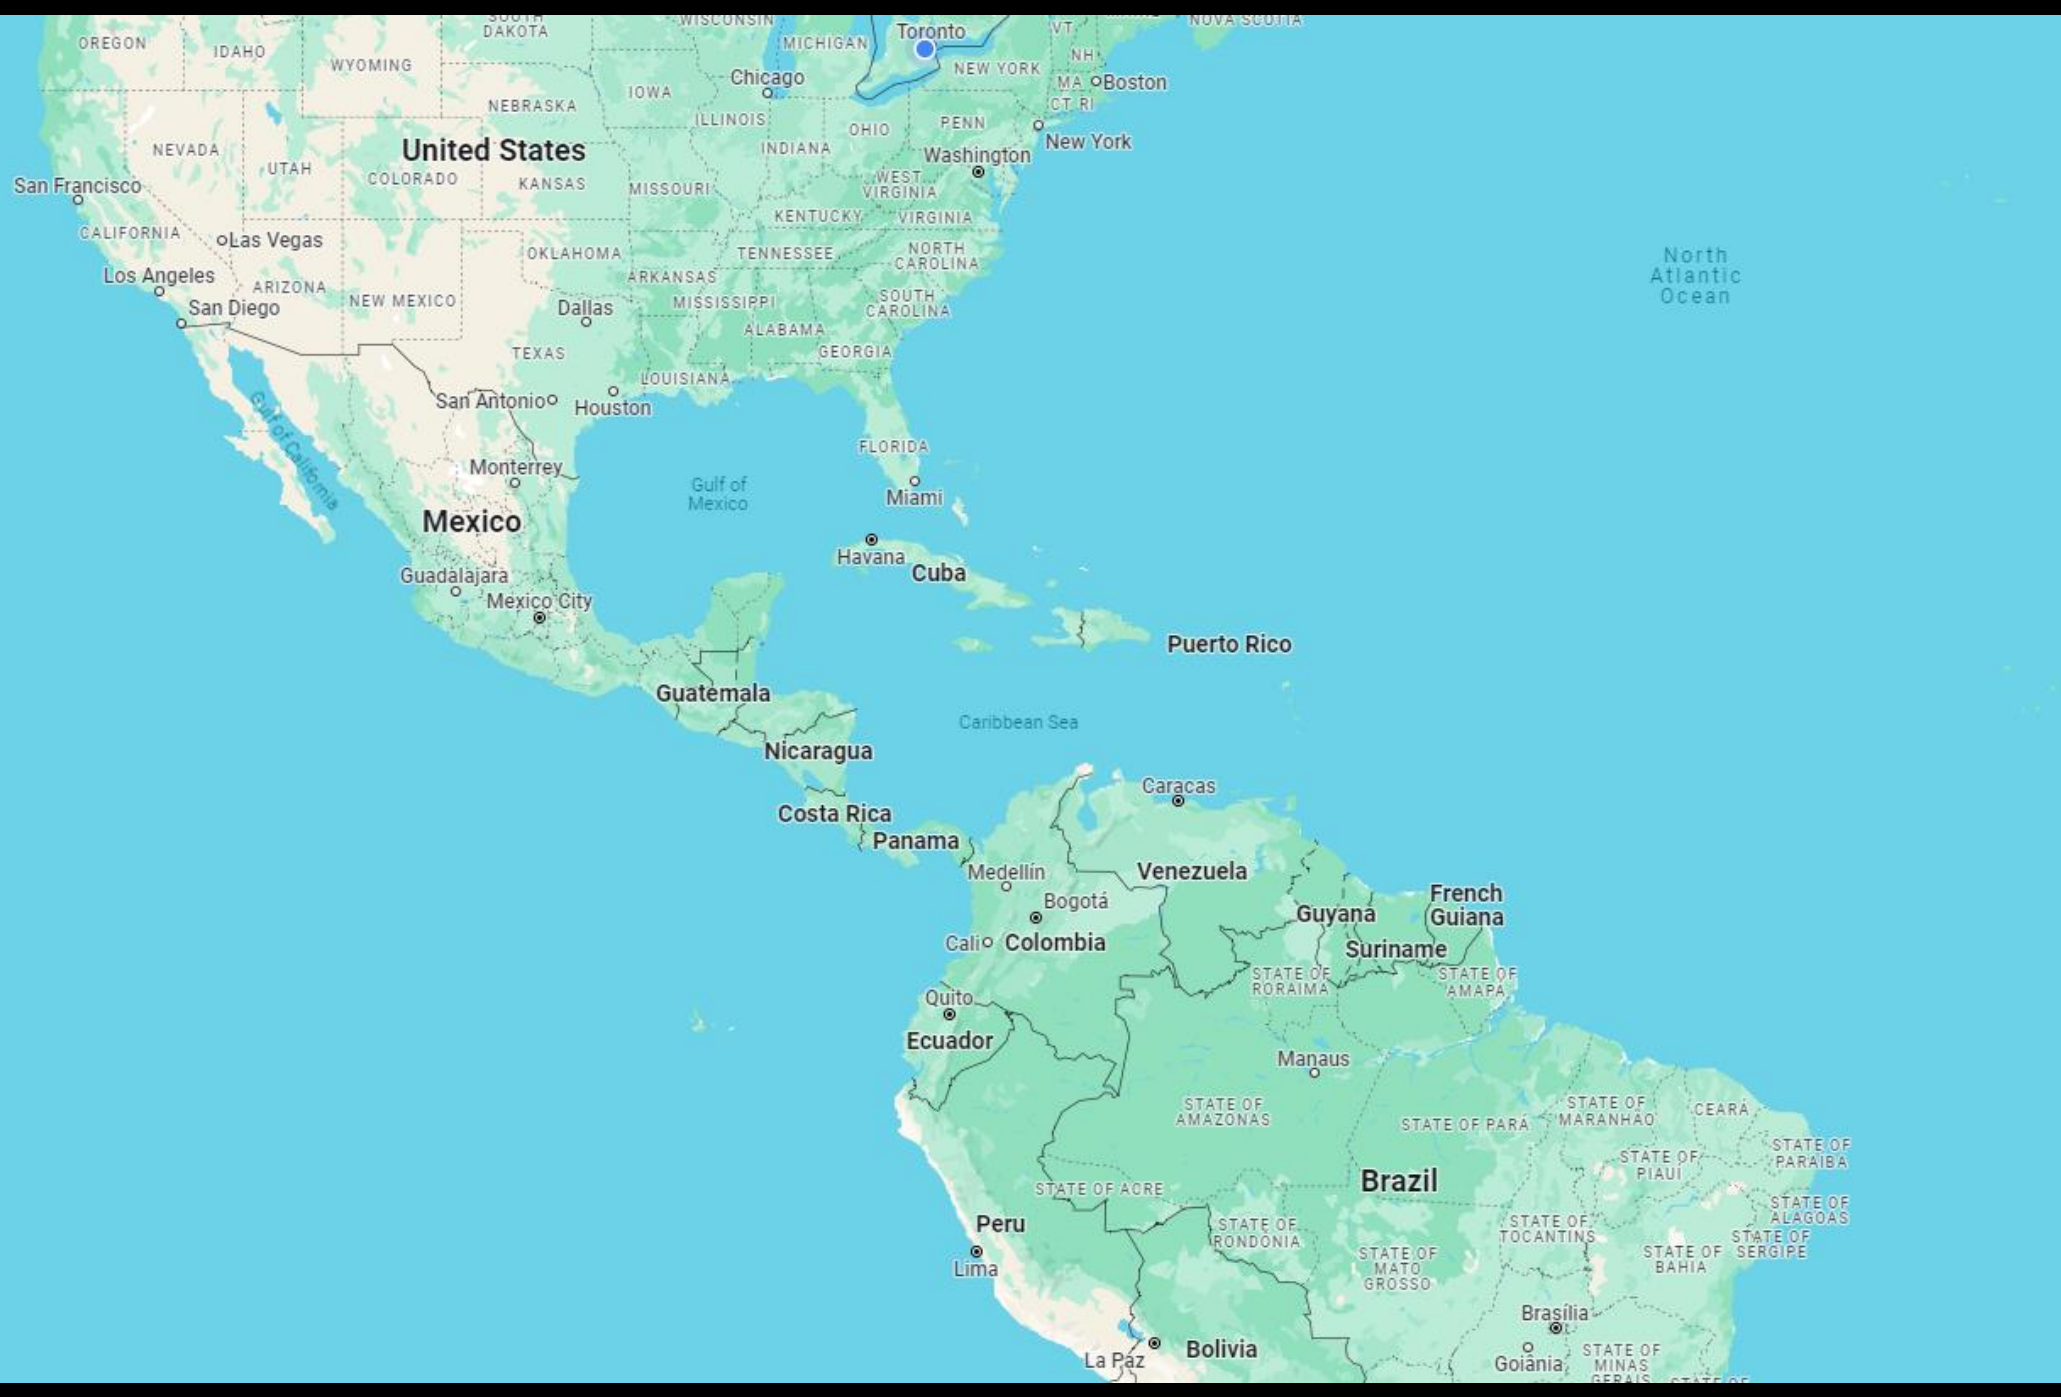 SOUTH
DAKOTA
WISCONSIN
Toronto
VT
NOVA SCOTIA
OREGON
IDAHO
WYOMING
MICHIGAN
NEW YORK
NH
MA
Boston
CT RI
Chicago
IOWA
NEBRASKA
ILLINOIS
OHIO
PENN
New York
NEVADA
UTAH
United States
COLORADO
KANSAS
MISSOURI
INDIANA
Washington
WEST
VIRGINIA
San Francisco
KENTUCKY
VIRGINIA
CALIFORNIA
Las Vegas
OKLAHOMA
TENNESSEE
NORTH
CAROLINA
North
Atlantic
Ocean
Los Angeles
ARIZONA
NEW MEXICO
ARKANSAS
MISSISSIPPI
SOUTH
CAROLINA
San Diego
Dallas
ALABAMA
TEXAS
GEORGIA
LOUISIANA
San Antonio
Houston
Gulf of California
FLORIDA
Monterrey
Gulf of
Mexico
Miami
Mexico
Havana
Cuba
Guadalajara
Mexico City
Puerto Rico
Guatemala
Caribbean Sea
Nicaragua
Caracas
Costa Rica
Panama
Medellín
Venezuela
Bogotá
French
Guiana
Guyana
Cali
Colombia
Suriname
STATE OF
RORAIMA
STATE OF
AMAPÁ
Quito
Ecuador
Manaus
STATE OF
AMAZONAS
STATE OF PARÁ
STATE OF
MARANHÃO
CEARÁ
STATE OF
PARAÍBA
STATE OF
PIAUÍ
STATE OF ACRE
Brazil
STATE OF
ALAGOAS
Peru
STATE OF
RONDÔNIA
STATE OF
TOCANTINS
STATE OF
SERGIPE
STATE OF
BAHIA
Lima
STATE OF
MATO
GROSSO
Brasília
La Paz
Bolivia
Goiânia
STATE OF
MINAS
GERAIS
STATE OF